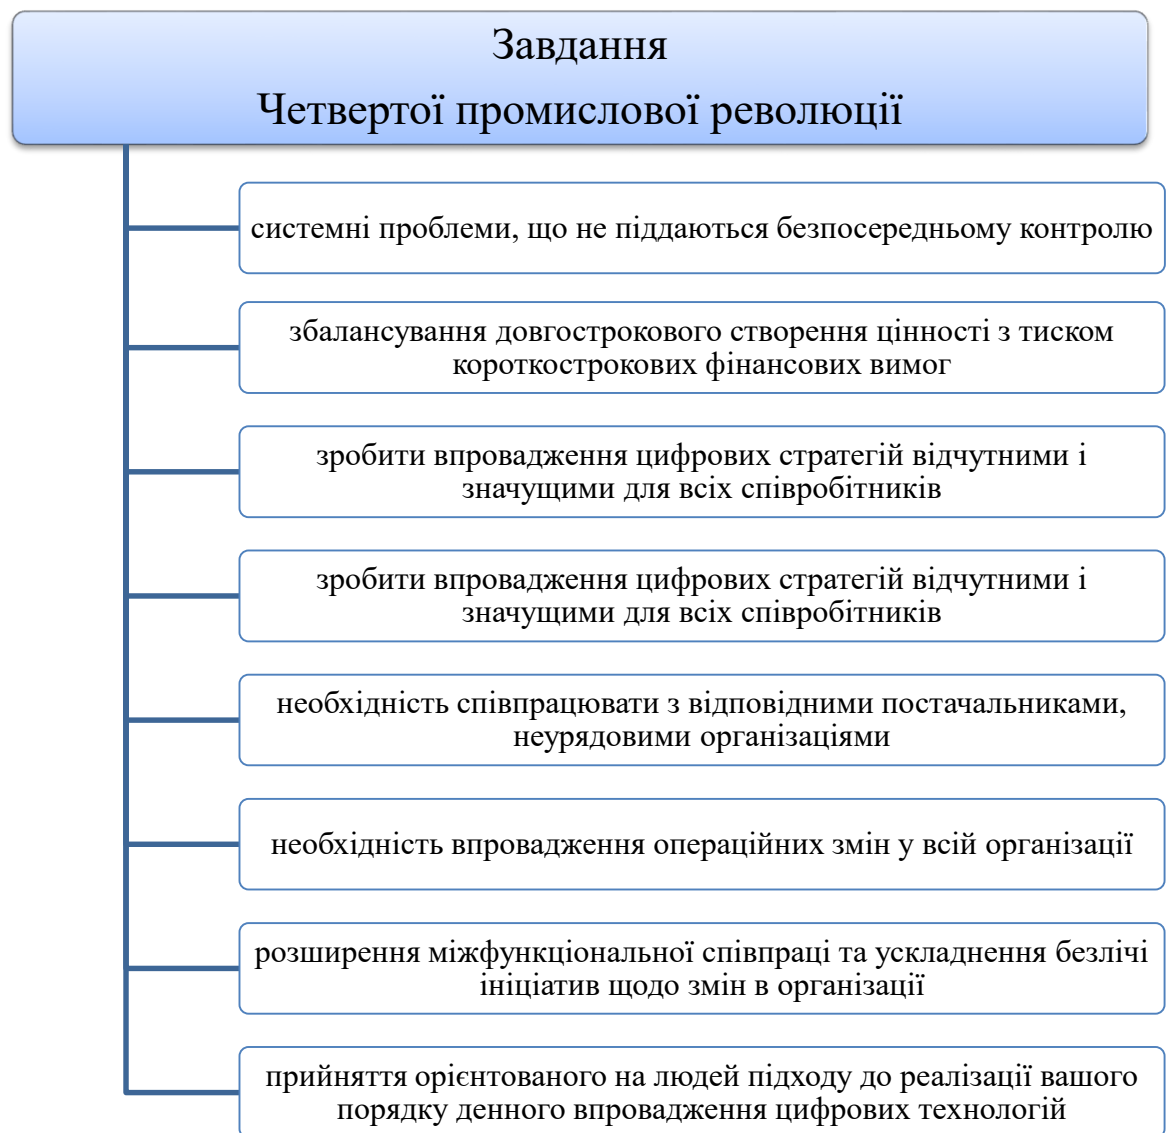 Завдання
Четвертої промислової революції
системні проблеми, що не піддаються безпосередньому контролю
збалансування довгострокового створення цінності з тиском
короткострокових фінансових вимог
зробити впровадження цифрових стратегій відчутними і
значущими для всіх співробітників
зробити впровадження цифрових стратегій відчутними і
значущими для всіх співробітників
необхідність співпрацювати з відповідними постачальниками,
неурядовими організаціями
необхідність впровадження операційних змін у всій організації
розширення міжфункціональної співпраці та ускладнення безлічі
ініціатив щодо змін в організації
прийняття орієнтованого на людей підходу до реалізації вашого
порядку денного впровадження цифрових технологій